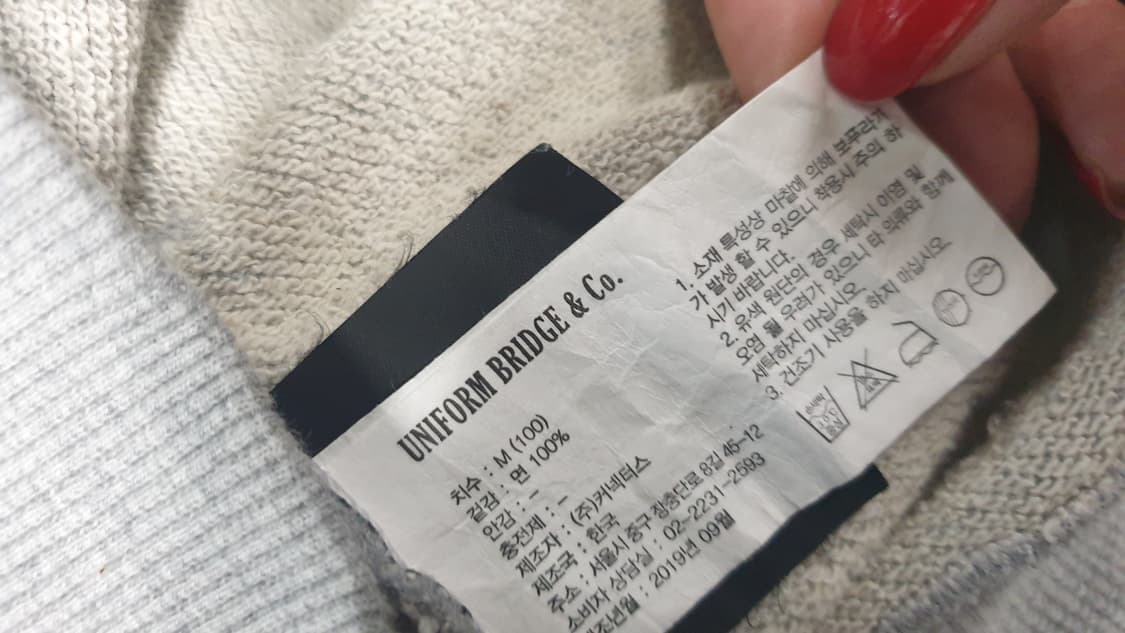 UNIFORM BRIDGE & Co.
치수 : M (100)
겉감 : 면 100%
안감 : -
충전제 : -
제조자 : (주)커넥터스
제조국 : 한국
주소 : 서울시 중구 장충단로 8길 45-12
소비자 상담실 : 02-2231-2593
제조년월 : 2019년 09월
1. 소재 특성상 마찰에 의해 보푸라기
가 발생 할 수 있으니 착용시 주의 하
시기 바랍니다.
2. 유색 원단의 경우 세탁시 이염 및
오염 될 우려가 있으니 타 의류와 함께
세탁하지 마십시오.
3. 건조기 사용을 하지 마십시오